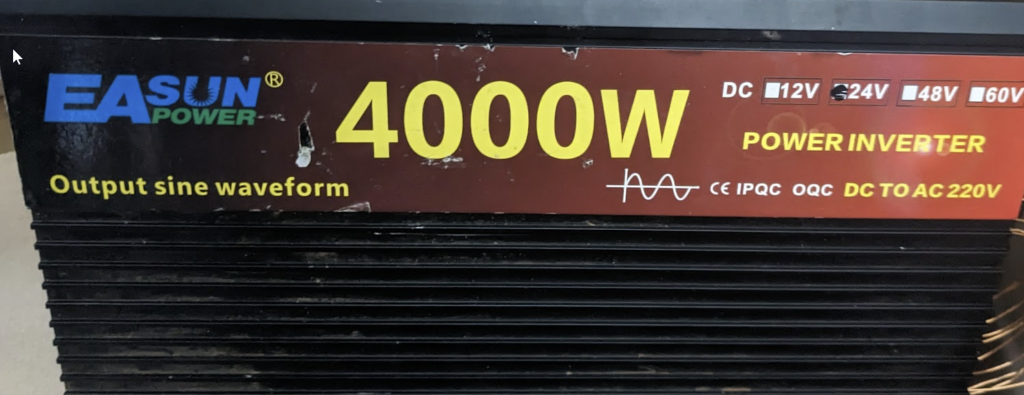 EASUN POWER®
4000W
DC 12V 24V 48V 60V
POWER INVERTER
Output sine waveform
CE IPQC OQC DC TO AC 220V